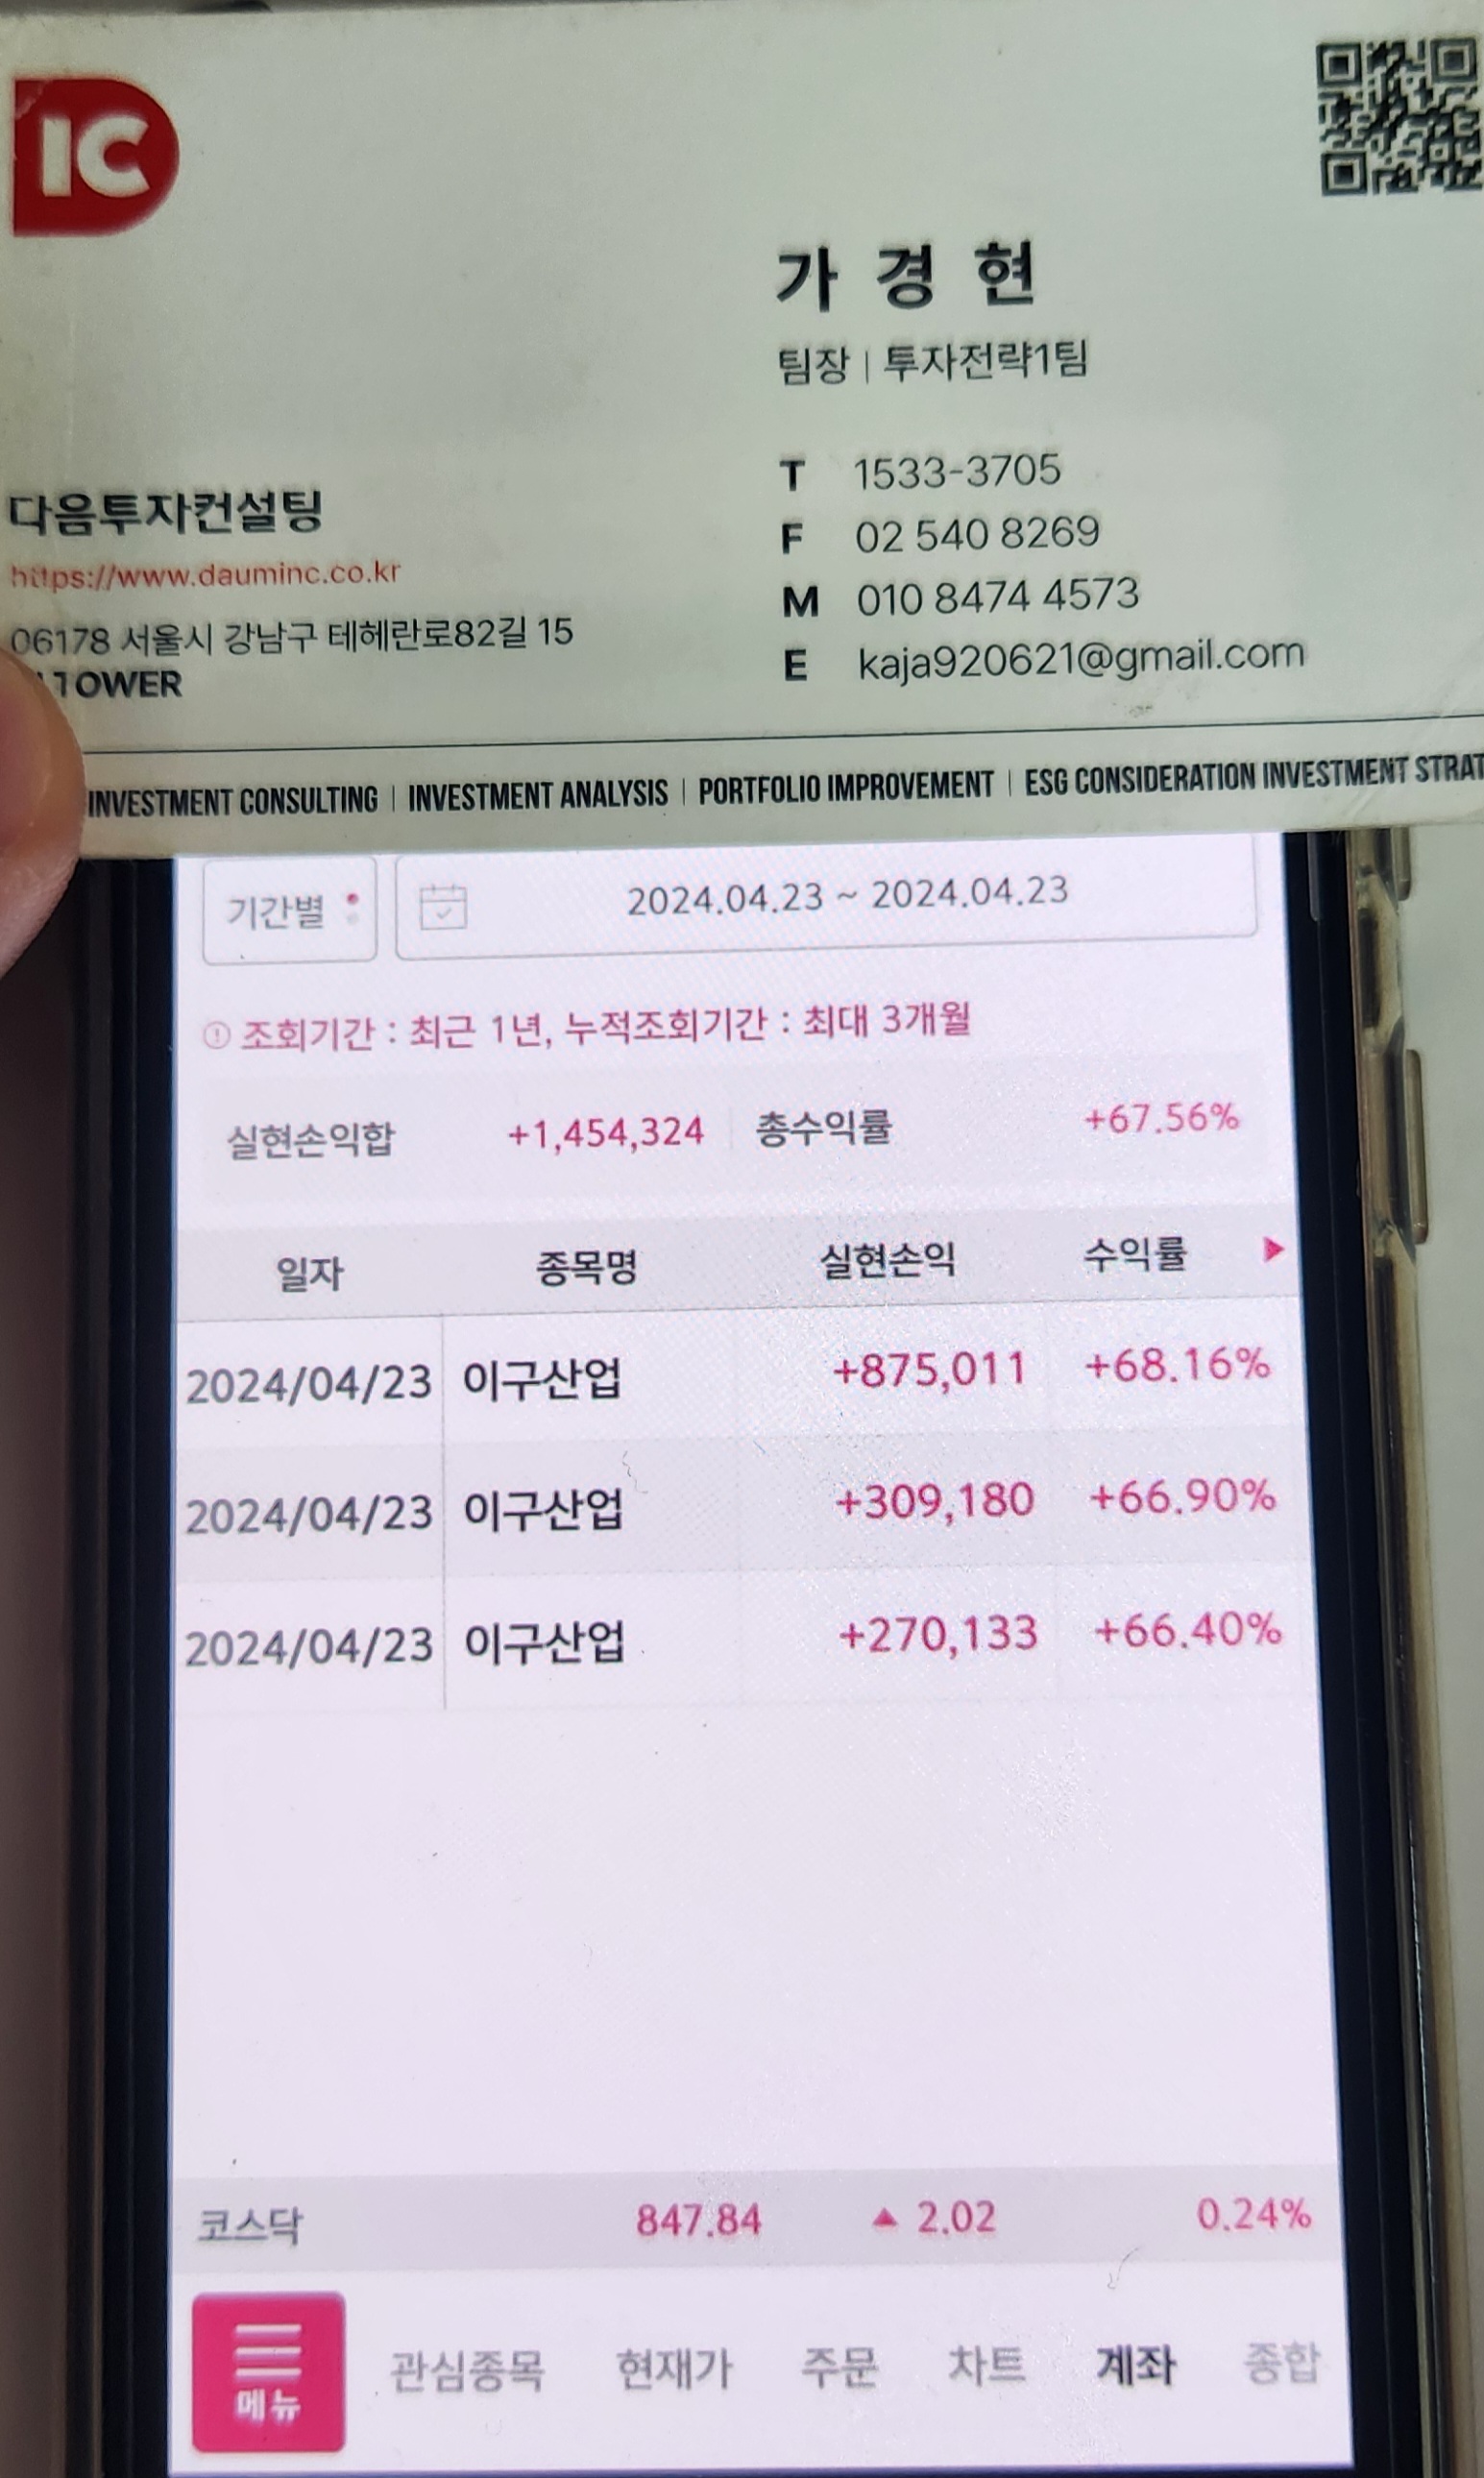 IC
가 경 현
팀장 | 투자전략1팀
T 1533-3705
F 02 540 8269
M 010 8474 4573
E kaja920621@gmail.com
다음투자컨설팅
https://www.dauminc.co.kr
06178 서울시 강남구 테헤란로82길 15
INVESTMENT CONSULTING | INVESTMENT ANALYSIS | PORTFOLIO IMPROVEMENT | ESG CONSIDERATION INVESTMENT STRAT
기간별 2024.04.23 ~ 2024.04.23
조회기간 : 최근 1년, 누적조회기간 : 최대 3개월
실현손익합 +1,454,324 총수익률 +67.56%
일자 종목명 실현손익 수익률
2024/04/23 이구산업 +875,011 +68.16%
2024/04/23 이구산업 +309,180 +66.90%
2024/04/23 이구산업 +270,133 +66.40%
코스닥 847.84 ▲ 2.02 0.24%
메뉴 관심종목 현재가 주문 차트 계좌 종합